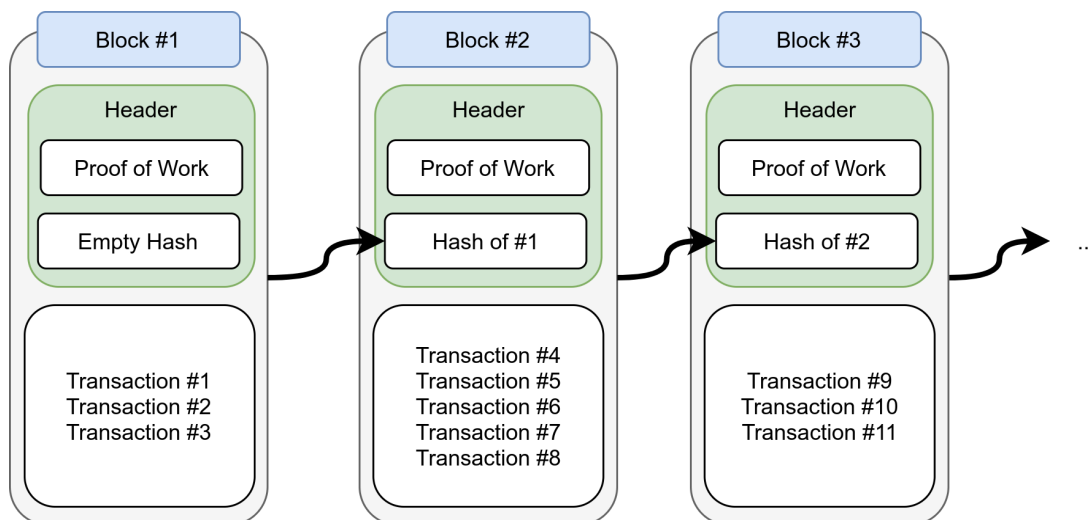 Block #1
Header
Proof of Work
Empty Hash
Transaction #1
Transaction #2
Transaction #3
Block #2
Header
Proof of Work
Hash of #1
Transaction #4
Transaction #5
Transaction #6
Transaction #7
Transaction #8
Block #3
Header
Proof of Work
Hash of #2
Transaction #9
Transaction #10
Transaction #11
..